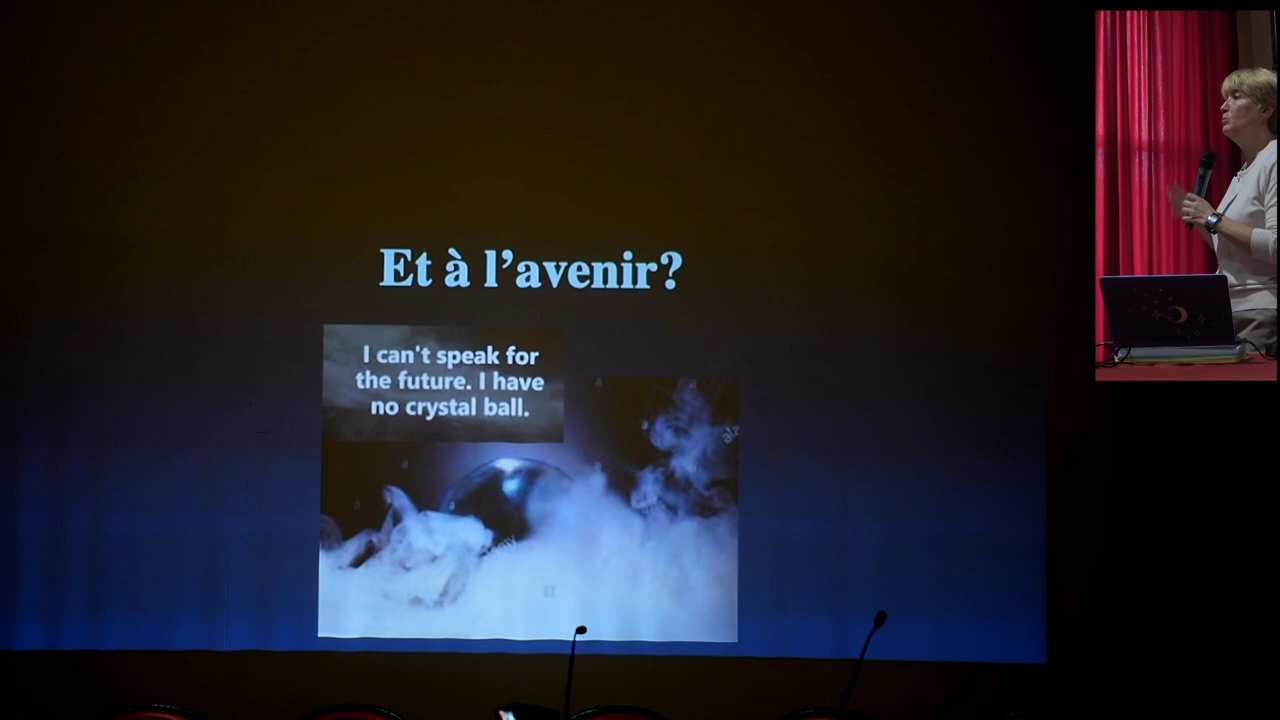 Et à l’avenir?
I can't speak for
the future. I have
no crystal ball.